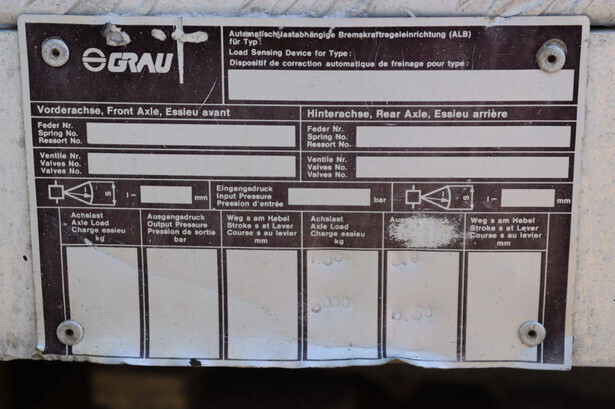 GRAU
Automatisch lastabhängige Bremskraftregeleinrichtung (ALB)
für Typ:
Load Sensing Device for Type:
Dispositif de correction automatique de freinage pour type:
Vorderachse, Front Axle, Essieu avant
Hinterachse, Rear Axle, Essieu arrière
Feder Nr.
Spring No.
Ressort No.
Feder Nr.
Spring No.
Ressort No.
Ventile Nr.
Valves No.
Valves No.
Ventile Nr.
Valves No.
Valves No.
S
i
mm
Eingangsdruck
Input Pressure
Pression d'entrée
bar
S
i
mm
Achslast
Axle Load
Charge essieu
kg
Ausgangsdruck
Output Pressure
Pression de sortie
bar
Weg s am Hebel
Stroke s at Lever
Course s au levier
mm
Achslast
Axle Load
Charge essieu
kg
Weg s am Hebel
Stroke s at Lever
Course s au levier
mm